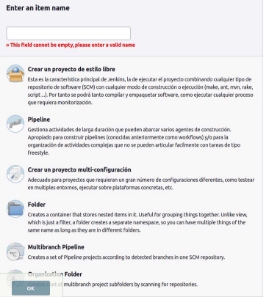 Enter an item name
» This field cannot be empty, please enter a valid name
Crear un proyecto de estilo libre
Esta es la característica principal de Jenkins, la de ejecutar el proyecto combinando cualquier tipo de
repositorio de software (SCM) con cualquier modo de construcción o ejecución (make, ant, mvn, rake,
script ...). Por tanto se podrá tanto compilar y empaquetar software, como ejecutar cualquier proceso
que requiera monitorización.
Pipeline
Gestiona actividades de larga duración que pueden abarcar varios agentes de construcción.
Apropiado para construir pipelines (conocidas anteriormente como workflows) y/o para la
organización de actividades complejas que no se pueden articular fácilmente con tareas de tipo
freestyle.
Crear un proyecto multi-configuración
Adecuado para proyectos que requieran un gran número de configuraciones diferentes, como testear
en multiples entornos, ejecutar sobre plataformas concretas, etc.
Folder
Creates a container that stores nested items in it. Useful for grouping things together. Unlike view,
which is just a filter, a folder creates a separate namespace, so you can have multiple things of the
same name as long as they are in different folders.
Multibranch Pipeline
Creates a set of Pipeline projects according to detected branches in one SCM repository.
Organization Folder
set of multibranch project subfolders by scanning for repositories.
OK